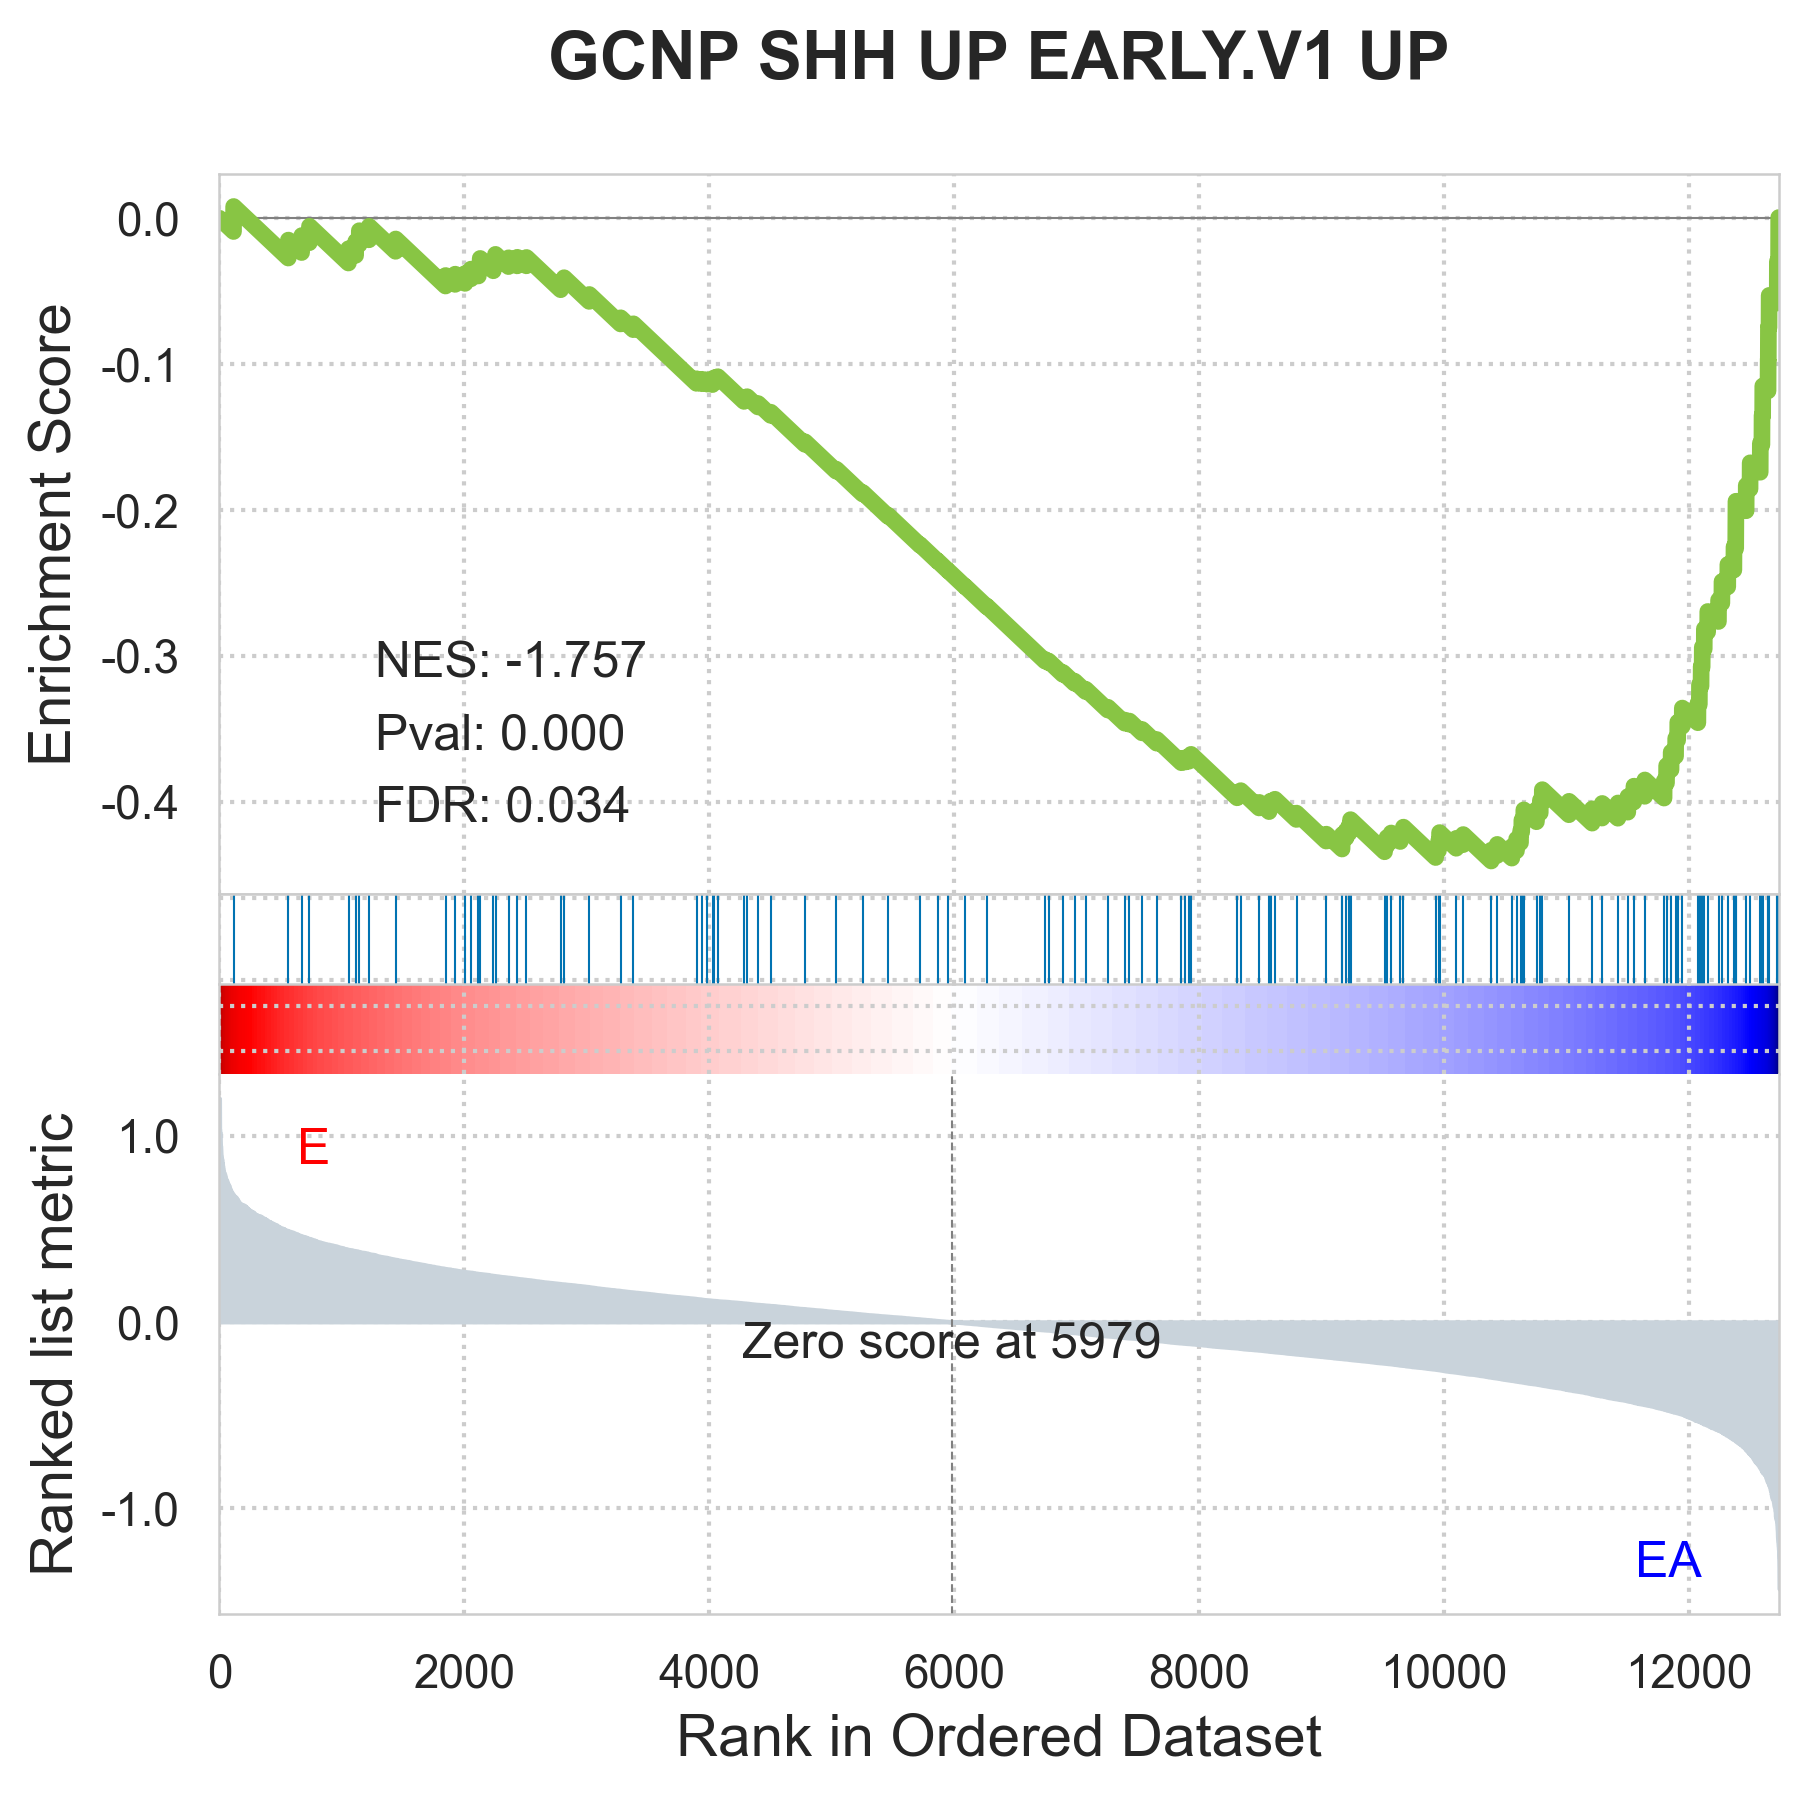 GCNP SHH UP EARLY.V1 UP
Enrichment Score
0.0
-0.1
-0.2
-0.3
-0.4
NES: -1.757
Pval: 0.000
FDR: 0.034
Ranked list metric
1.0
0.0
-1.0
E
Zero score at 5979
EA
0 2000 4000 6000 8000 10000 12000
Rank in Ordered Dataset